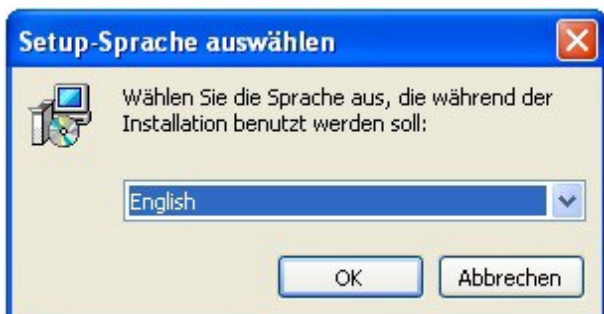 Setup-Sprache auswählen
Wählen Sie die Sprache aus, die während der
Installation benutzt werden soll:
English
OK
Abbrechen